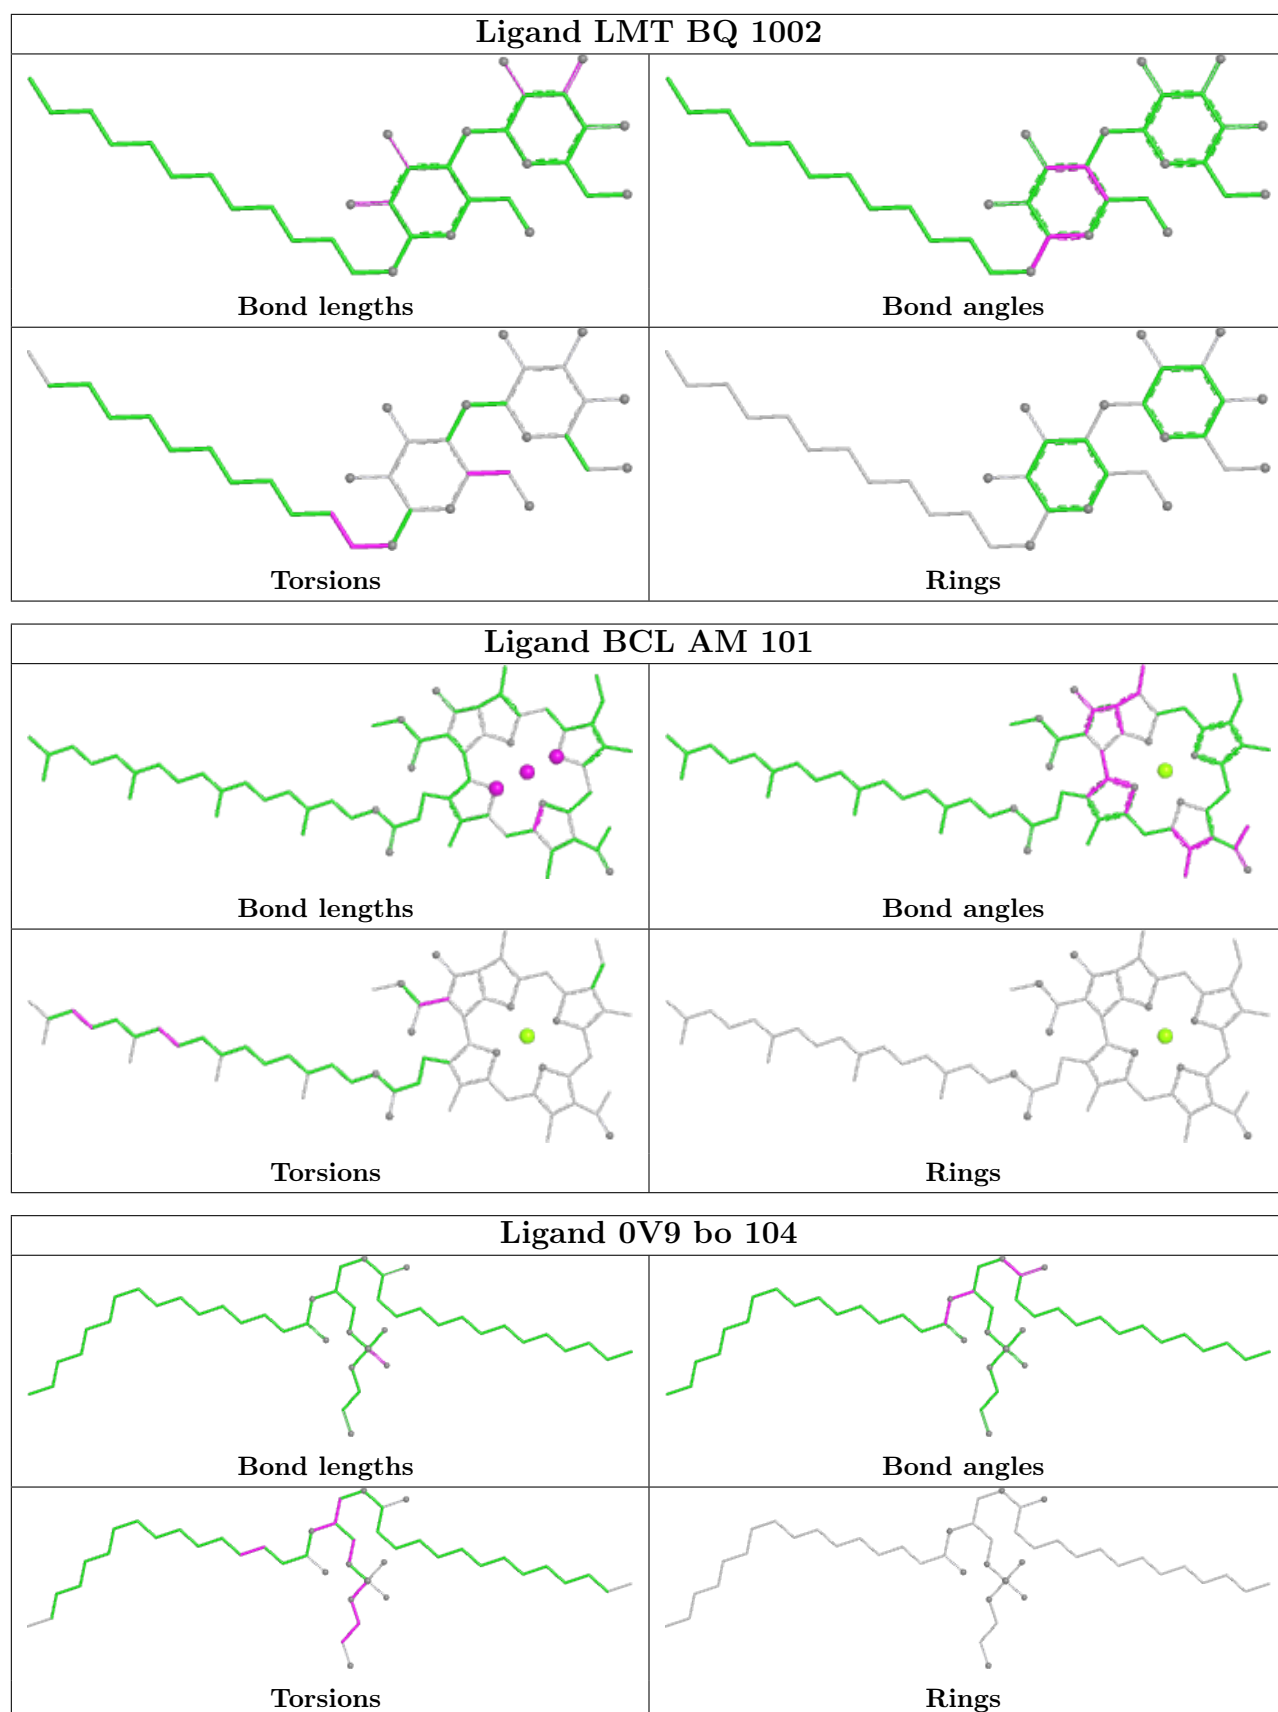 Ligand LMT BQ 1002
Bond lengths
Bond angles
Torsions
Rings
Ligand BCL AM 101
Bond lengths
Bond angles
Torsions
Rings
Ligand 0V9 bo 104
Bond lengths
Bond angles
Torsions
Rings